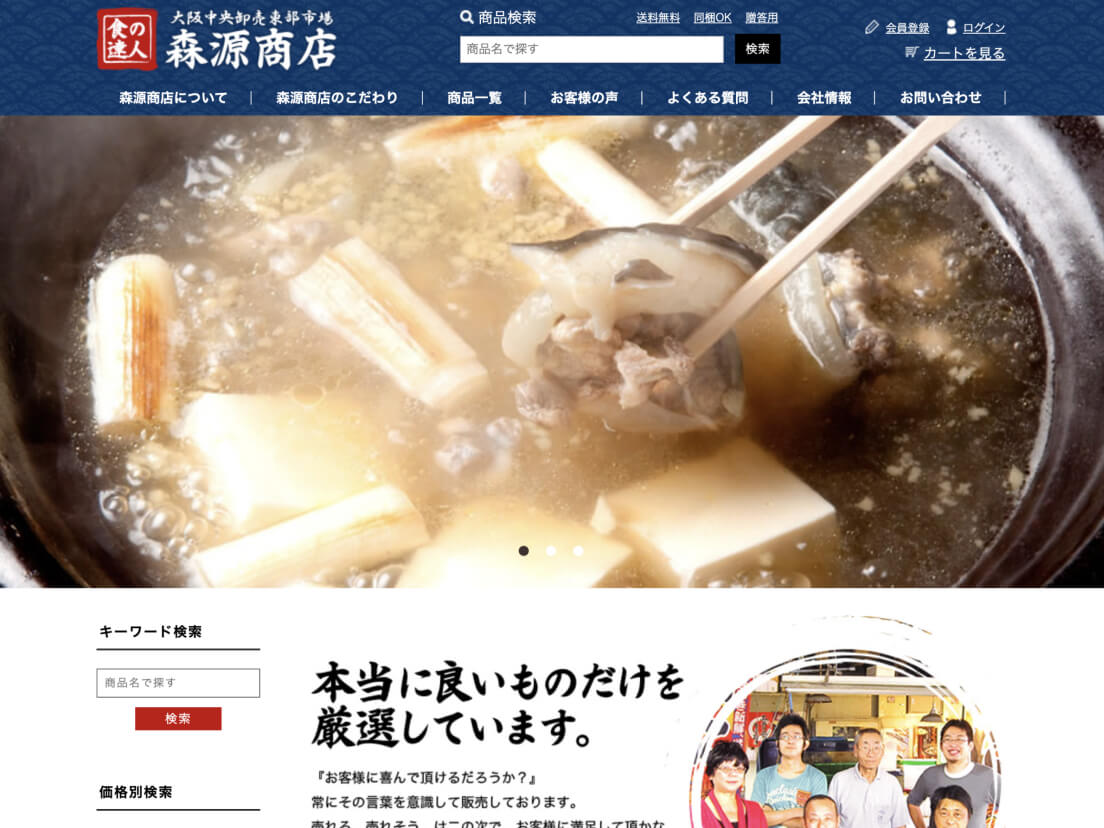 食の達人
大阪中央卸売東部市場
森源商店
商品検索
送料無料 同梱OK 贈答用
商品名で探す
検索
会員登録 ログイン
カートを見る
森源商店について
森源商店のこだわり
商品一覧
お客様の声
よくある質問
会社情報
お問い合わせ
キーワード検索
商品名で探す
検索
価格別検索
本当に良いものだけを
厳選しています。
『お客様に喜んで頂けるだろうか?』
常にその言葉を意識して販売しております。
売れる、売れそう、は二の次で、お客様に満足して頂かな